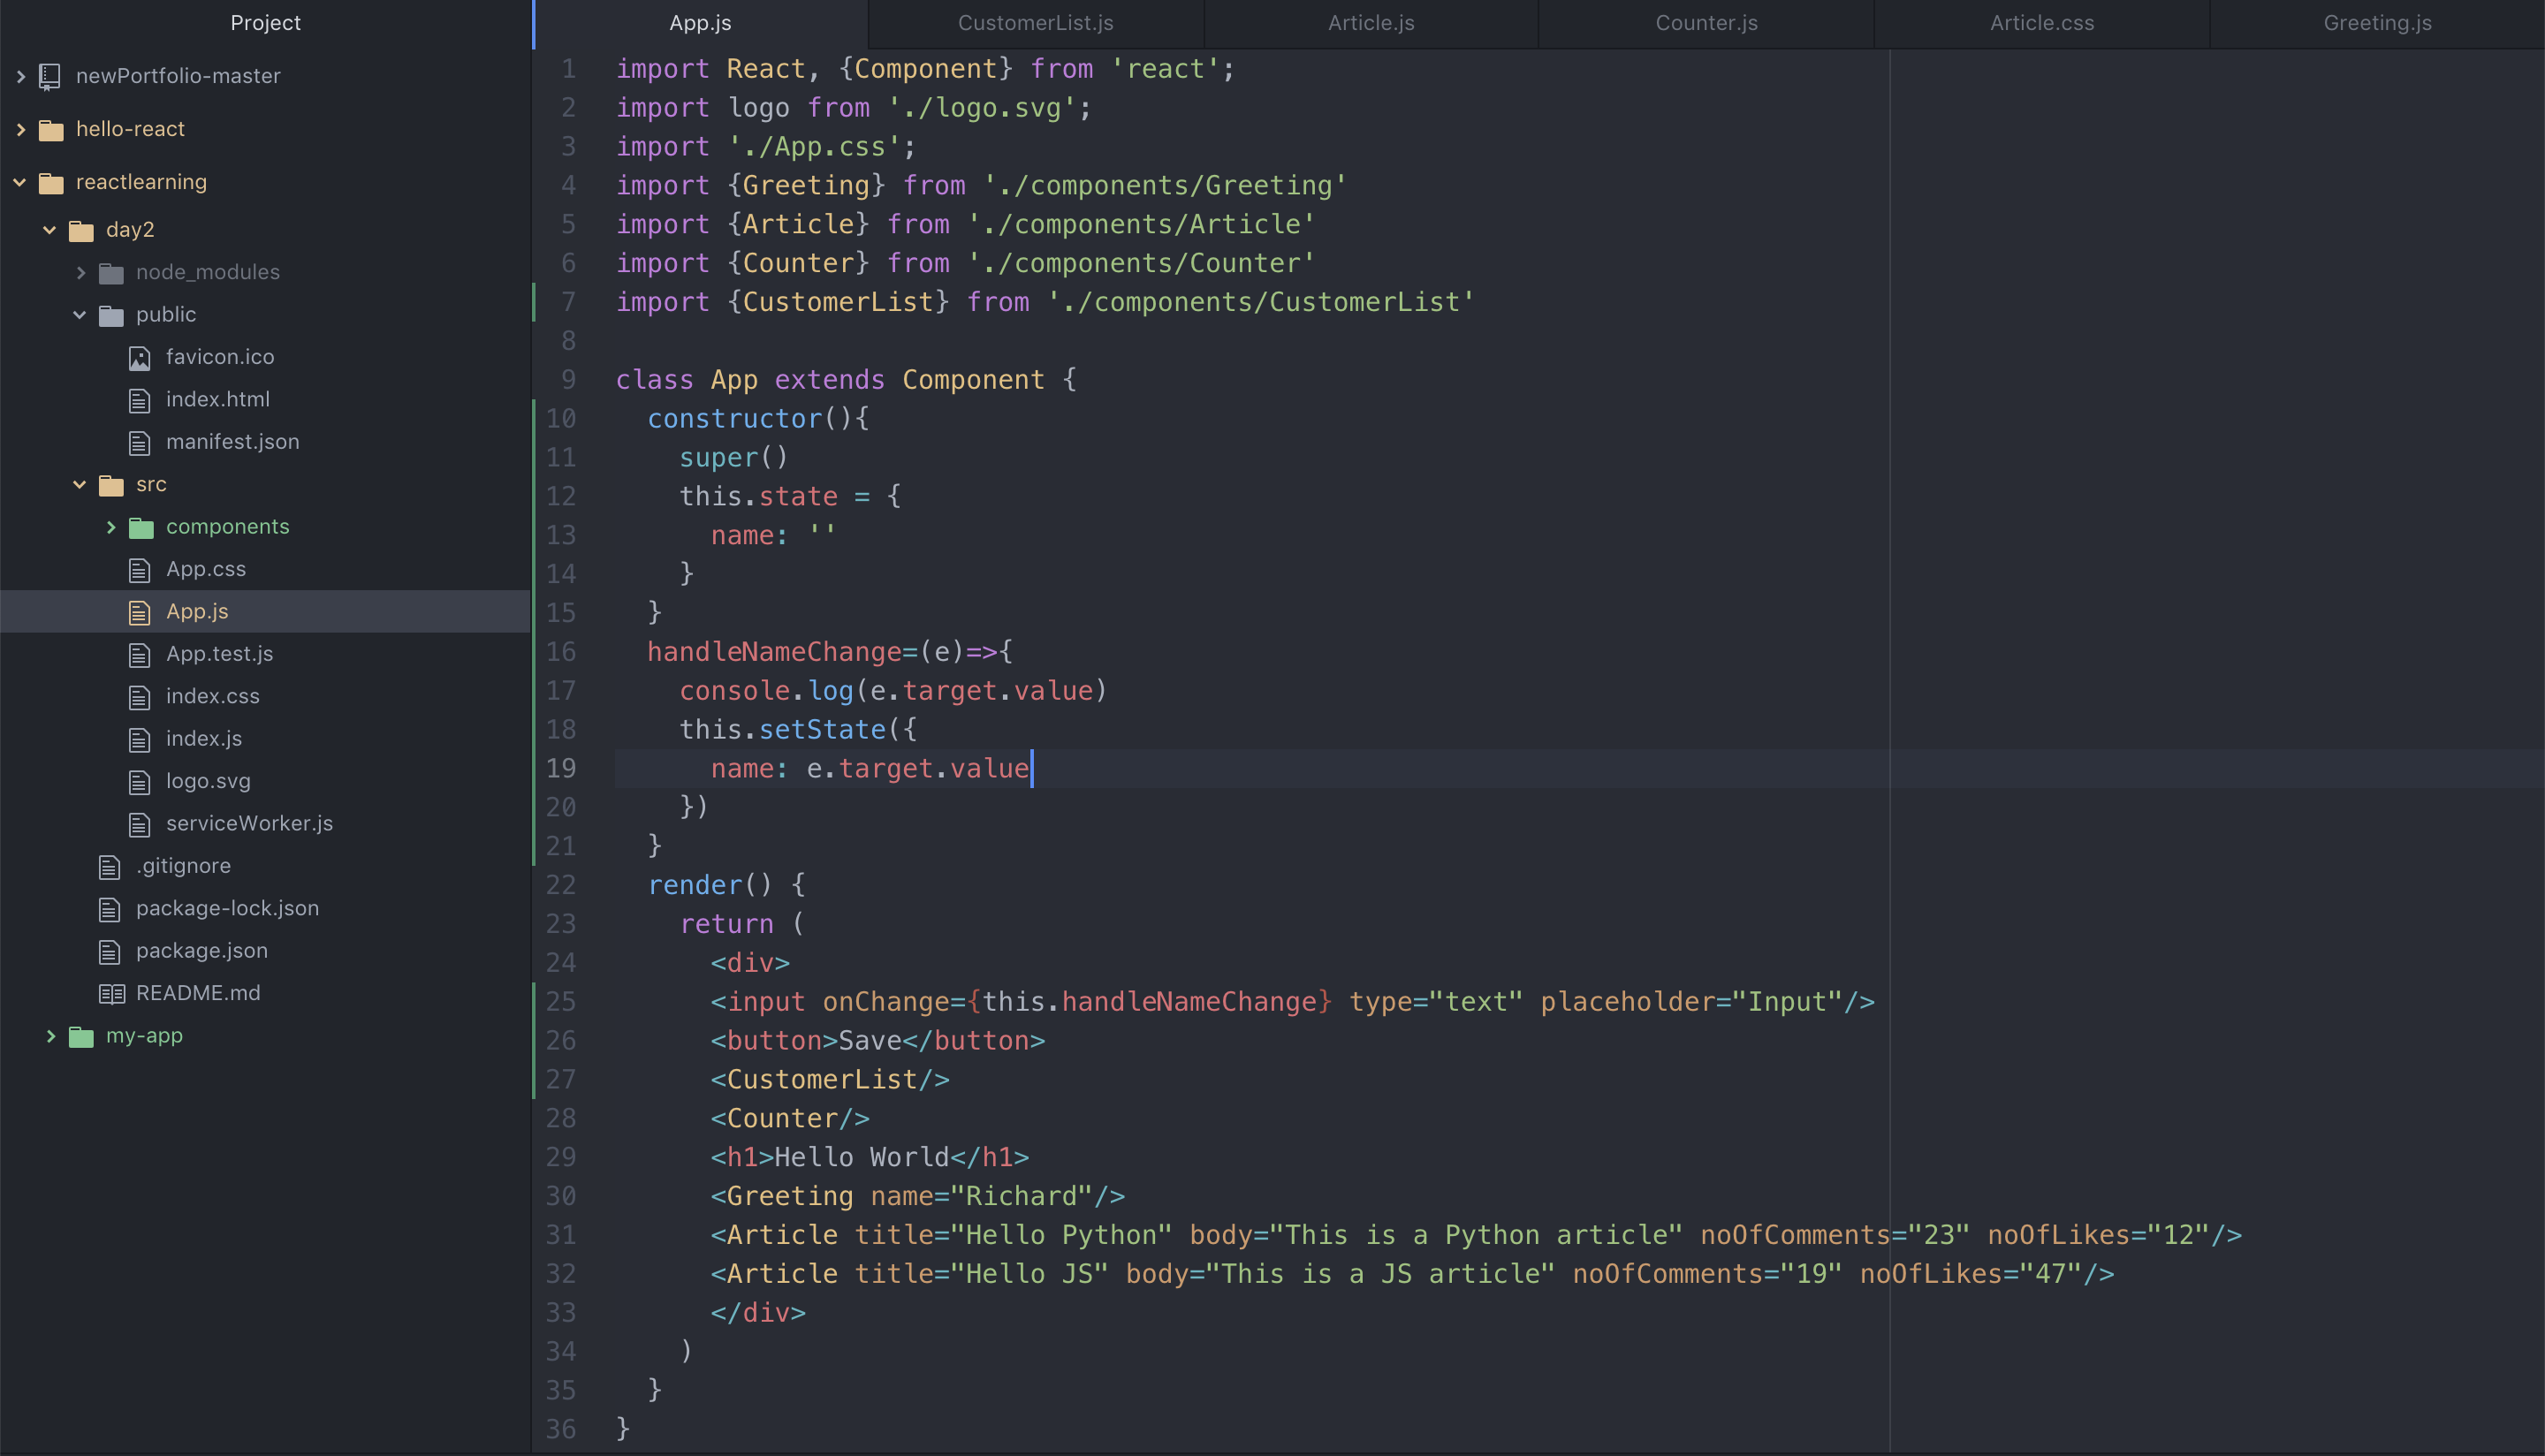 Project
newPortfolio-master
hello-react
reactlearning
day2
node_modules
public
favicon.ico
index.html
manifest.json
src
components
App.css
App.js
App.test.js
index.css
index.js
logo.svg
serviceWorker.js
.gitignore
package-lock.json
package.json
README.md
my-app
App.js CustomerList.js Article.js Counter.js Article.css Greeting.js
1 import React, {Component} from 'react';
2 import logo from './logo.svg';
3 import './App.css';
4 import {Greeting} from './components/Greeting'
5 import {Article} from './components/Article'
6 import {Counter} from './components/Counter'
7 import {CustomerList} from './components/CustomerList'
8
9 class App extends Component {
10   constructor(){
11     super()
12     this.state = {
13       name: ''
14     }
15   }
16   handleNameChange=(e)=>{
17     console.log(e.target.value)
18     this.setState({
19       name: e.target.value
20     })
21   }
22   render() {
23     return (
24       <div>
25       <input onChange={this.handleNameChange} type="text" placeholder="Input"/>
26       <button>Save</button>
27       <CustomerList/>
28       <Counter/>
29       <h1>Hello World</h1>
30       <Greeting name="Richard"/>
31       <Article title="Hello Python" body="This is a Python article" noOfComments="23" noOfLikes="12"/>
32       <Article title="Hello JS" body="This is a JS article" noOfComments="19" noOfLikes="47"/>
33       </div>
34     )
35   }
36 }